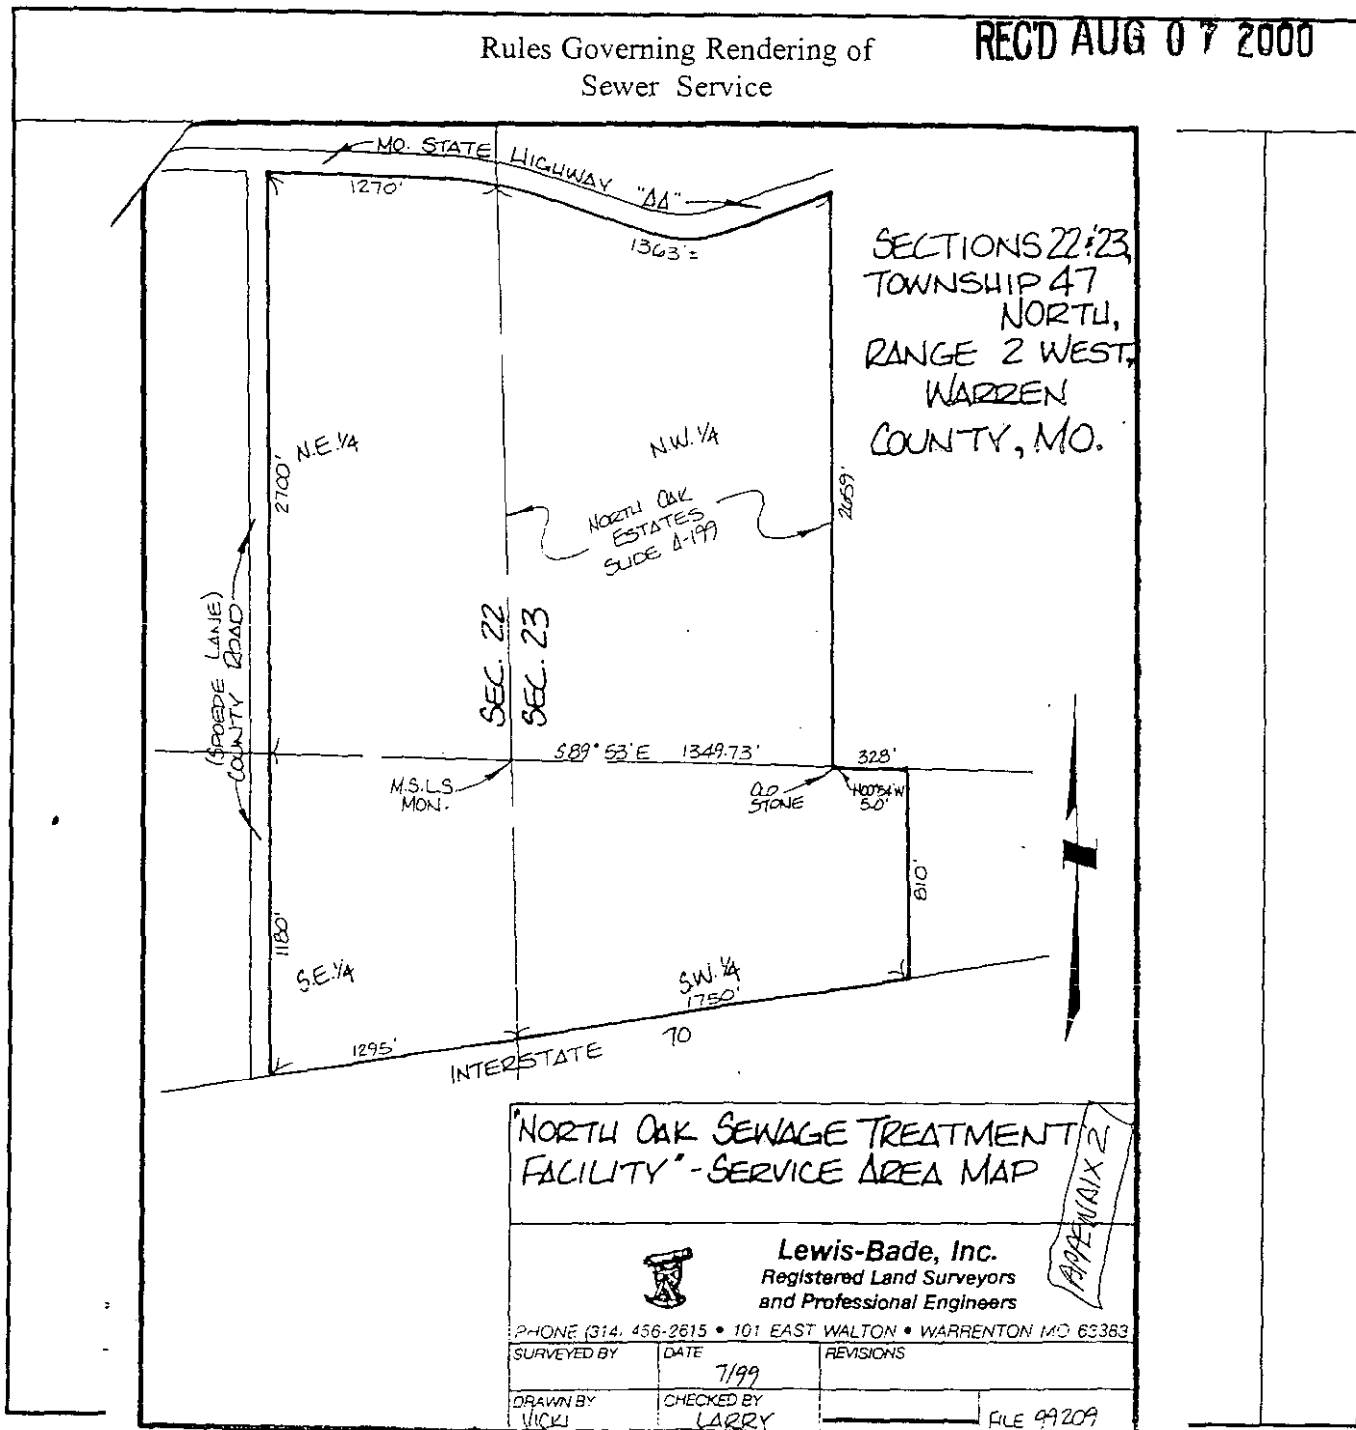 Rules Governing Rendering of
Sewer Service
REC'D AUG 07 2000
MO. STATE HIGHWAY "AA"
1270'
1363'±
SECTIONS 22 & 23,
TOWNSHIP 47
NORTH,
RANGE 2 WEST,
WARREN
COUNTY, MO.
N.E. 1/4
N.W. 1/4
2700'
NORTH OAK
ESTATES
SLIDE A-199
2659'
(SPOEDE LANE)
COUNTY ROAD
SEC. 22
SEC. 23
S89°53'E 1349.73'
328'
M.S.L.S.
MON.
OLD
STONE
N00°54'W
5.0'
810'
1180'
S.E. 1/4
S.W. 1/4
1750'
1295'
INTERSTATE 70
"NORTH OAK SEWAGE TREATMENT
FACILITY" - SERVICE AREA MAP
APPENDIX 2
Lewis-Bade, Inc.
Registered Land Surveyors
and Professional Engineers
PHONE (314) 456-2615 • 101 EAST WALTON • WARRENTON MO 63383
SURVEYED BY
DATE
7/99
REVISIONS
DRAWN BY
VICKI
CHECKED BY
LARRY
FILE 99209